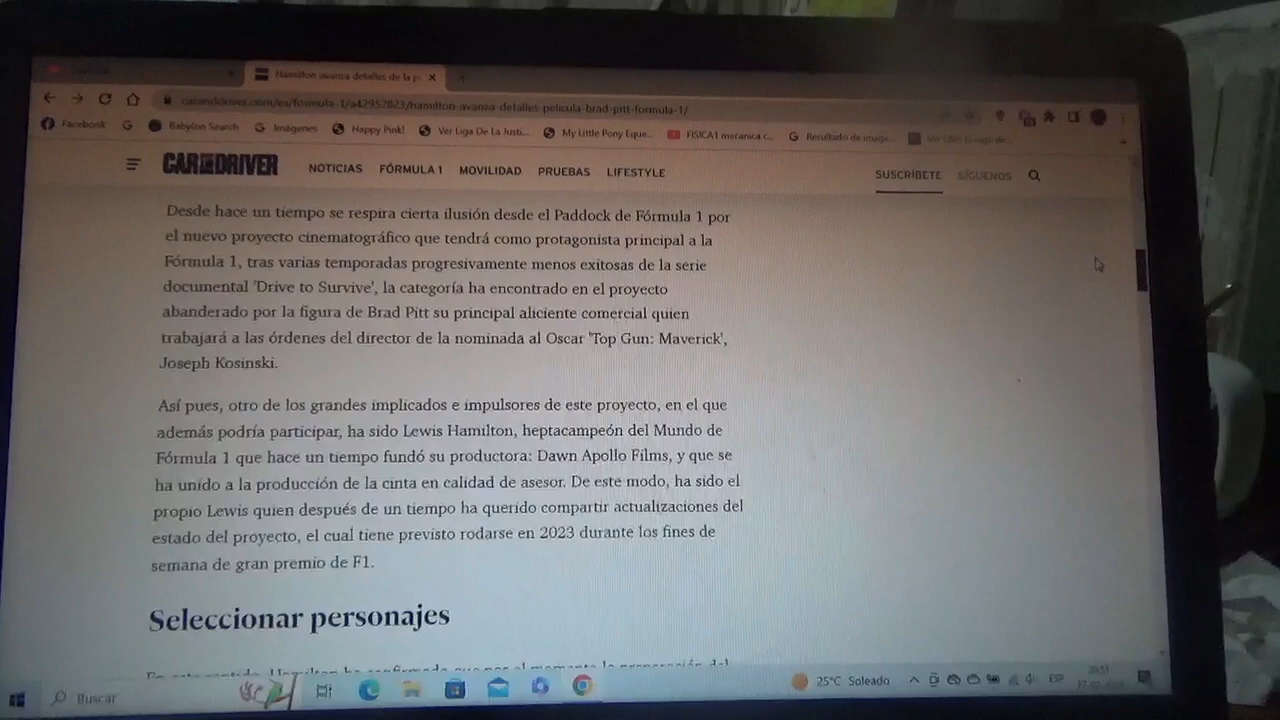 Hamilton avanza detalles de la p
caranddriver.com/es/formula-1/a42957823/hamilton-avanza-detalles-pelicula-brad-pitt-formula-1/
Facebook G Babylon Search Imágenes Happy Pink! Ver Liga De La Justi... My Little Pony Eque... FISICA1 mecanica c... Resultado de image...
CAR AND DRIVER NOTICIAS FÓRMULA 1 MOVILIDAD PRUEBAS LIFESTYLE SUSCRÍBETE SÍGUENOS
Desde hace un tiempo se respira cierta ilusión desde el Paddock de Fórmula 1 por
el nuevo proyecto cinematográfico que tendrá como protagonista principal a la
Fórmula 1, tras varias temporadas progresivamente menos exitosas de la serie
documental 'Drive to Survive', la categoría ha encontrado en el proyecto
abanderado por la figura de Brad Pitt su principal aliciente comercial quien
trabajará a las órdenes del director de la nominada al Oscar 'Top Gun: Maverick',
Joseph Kosinski.
Así pues, otro de los grandes implicados e impulsores de este proyecto, en el que
además podría participar, ha sido Lewis Hamilton, heptacampeón del Mundo de
Fórmula 1 que hace un tiempo fundó su productora: Dawn Apollo Films, y que se
ha unido a la producción de la cinta en calidad de asesor. De este modo, ha sido el
propio Lewis quien después de un tiempo ha querido compartir actualizaciones del
estado del proyecto, el cual tiene previsto rodarse en 2023 durante los fines de
semana de gran premio de F1.
Seleccionar personajes
Buscar 25°C Soleado ESP